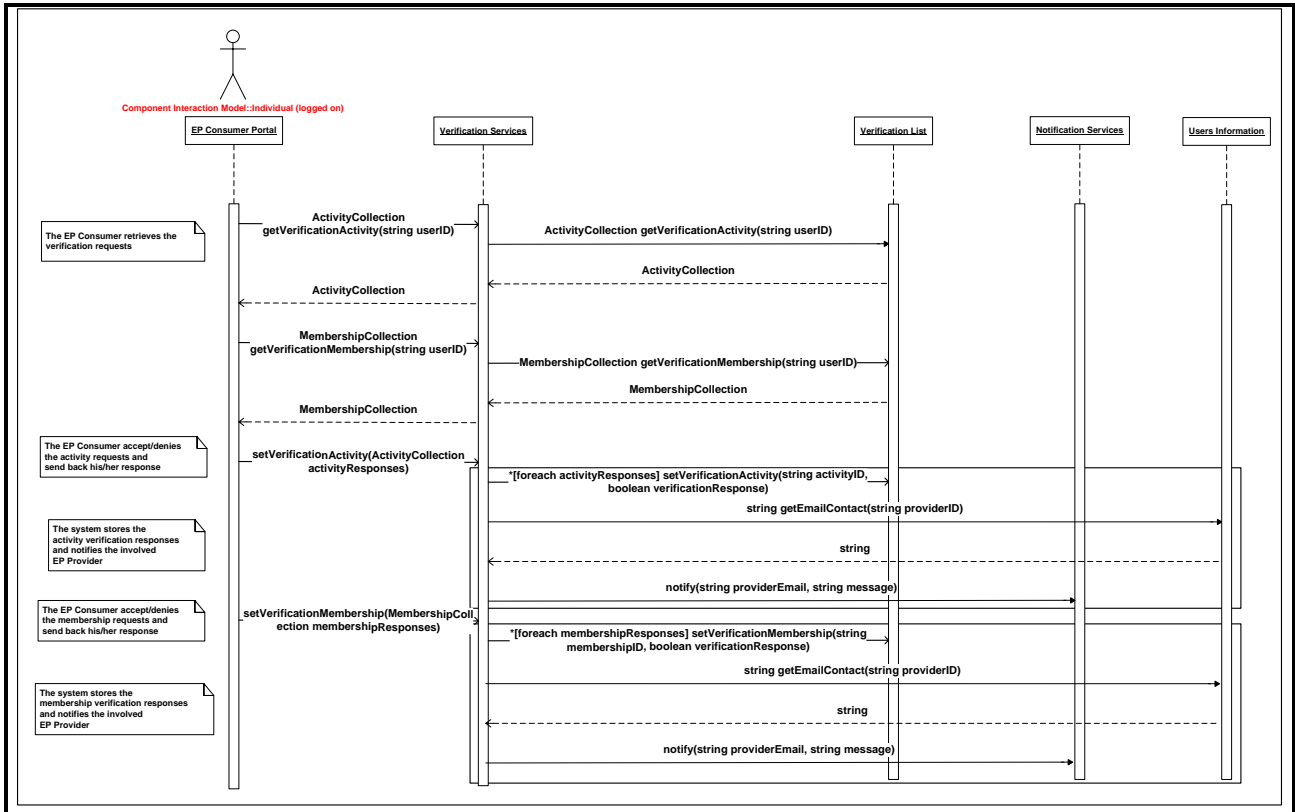 Component Interaction Model::Individual (logged on)
EP Consumer Portal
Verification Services
Verification List
Notification Services
Users Information
The EP Consumer retrieves the
verification requests
ActivityCollection
getVerificationActivity(string userID)
ActivityCollection getVerificationActivity(string userID)
ActivityCollection
ActivityCollection
MembershipCollection
getVerificationMembership(string userID)
MembershipCollection getVerificationMembership(string userID)
MembershipCollection
MembershipCollection
The EP Consumer accept/denies
the activity requests and
send back his/her response
setVerificationActivity(ActivityCollection
activityResponses)
*[foreach activityResponses] setVerificationActivity(string activityID,
boolean verificationResponse)
string getEmailContact(string providerID)
The system stores the
activity verification responses
and notifies the involved
EP Provider
string
notify(string providerEmail, string message)
The EP Consumer accept/denies
the membership requests and
send back his/her response
setVerificationMembership(MembershipColl
ection membershipResponses)
*[foreach membershipResponses] setVerificationMembership(string
membershipID, boolean verificationResponse)
string getEmailContact(string providerID)
The system stores the
membership verification responses
and notifies the involved
EP Provider
string
notify(string providerEmail, string message)